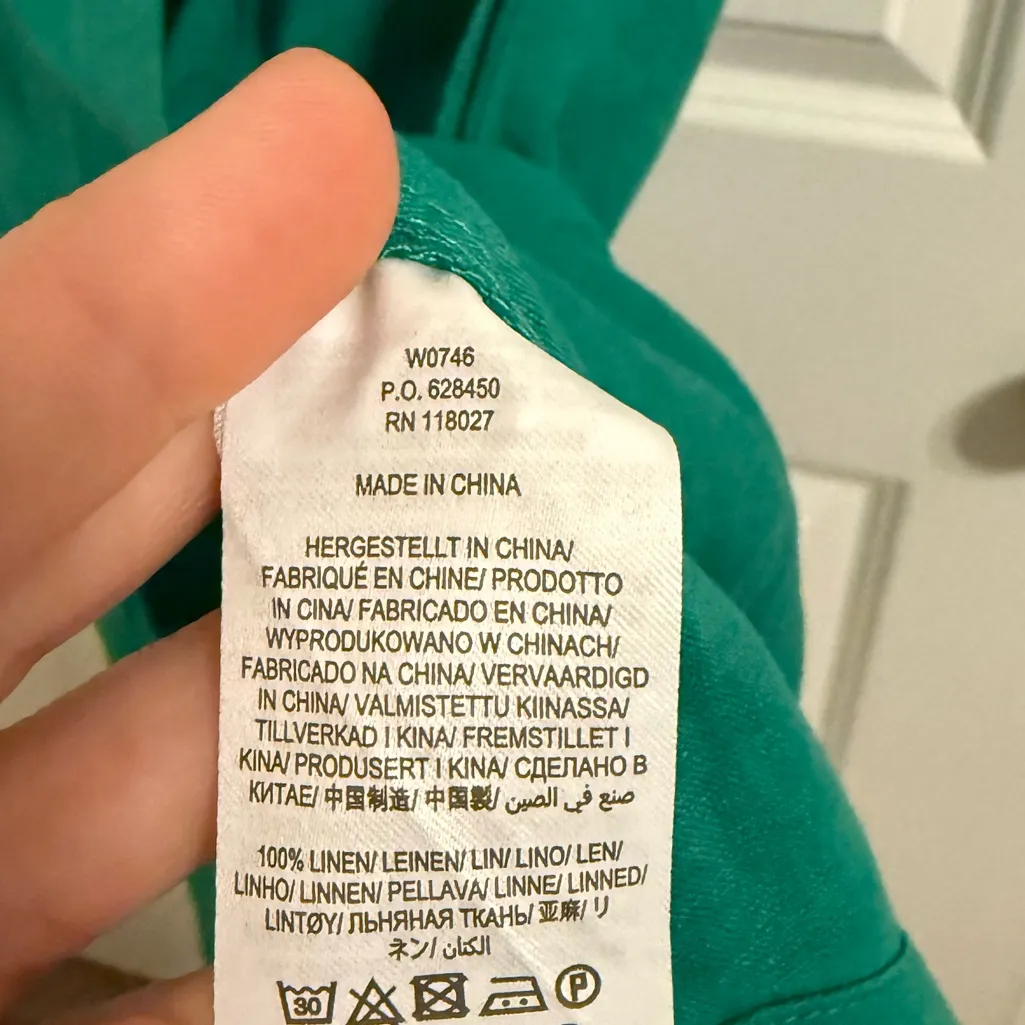 W0746
P.O. 628450
RN 118027
MADE IN CHINA
HERGESTELLT IN CHINA/
FABRIQUÉ EN CHINE/ PRODOTTO
IN CINA/ FABRICADO EN CHINA/
WYPRODUKOWANO W CHINACH/
FABRICADO NA CHINA/ VERVAARDIGD
IN CHINA/ VALMISTETTU KIINASSA/
TILLVERKAD I KINA/ FREMSTILLET I
KINA/ PRODUSERT I KINA/ СДЕЛАНО В
КИТАЕ/ 中国制造/ 中国製/ صنع في الصين
100% LINEN/ LEINEN/ LIN/ LINO/ LEN/
LINHO/ LINNEN/ PELLAVA/ LINNE/ LINNED/
LINTØY/ ЛЬНЯНАЯ ТКАНЬ/ 亚麻/ リ
ネン/ الكتان
30 P